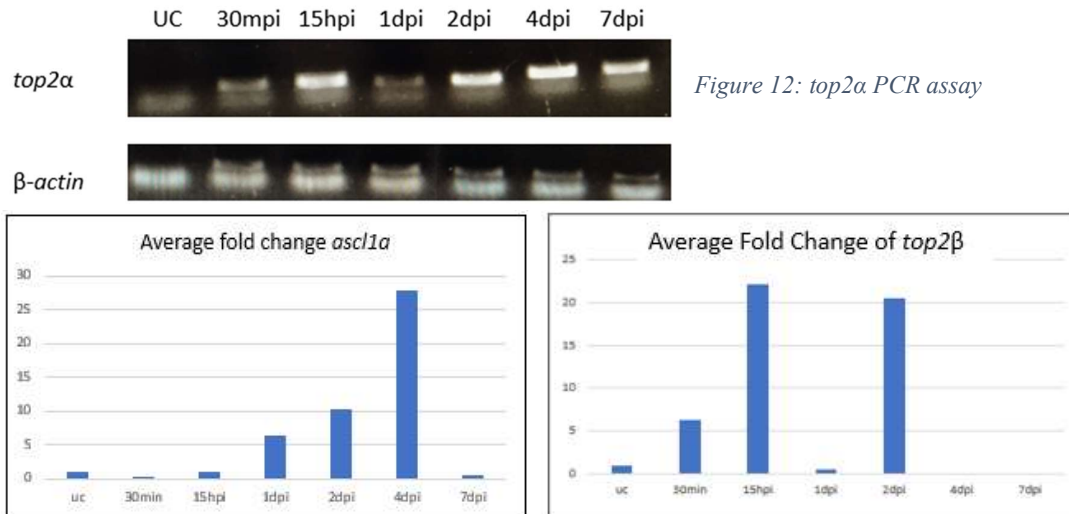 UC 30mpi 15hpi 1dpi 2dpi 4dpi 7dpi
top2α
Figure 12: top2α PCR assay
β-actin
Average fold change ascl1a
30
25
20
15
10
5
0
uc 30min 15hpi 1dpi 2dpi 4dpi 7dpi
Average Fold Change of top2β
25
20
15
10
5
0
uc 30min 15hpi 1dpi 2dpi 4dpi 7dpi